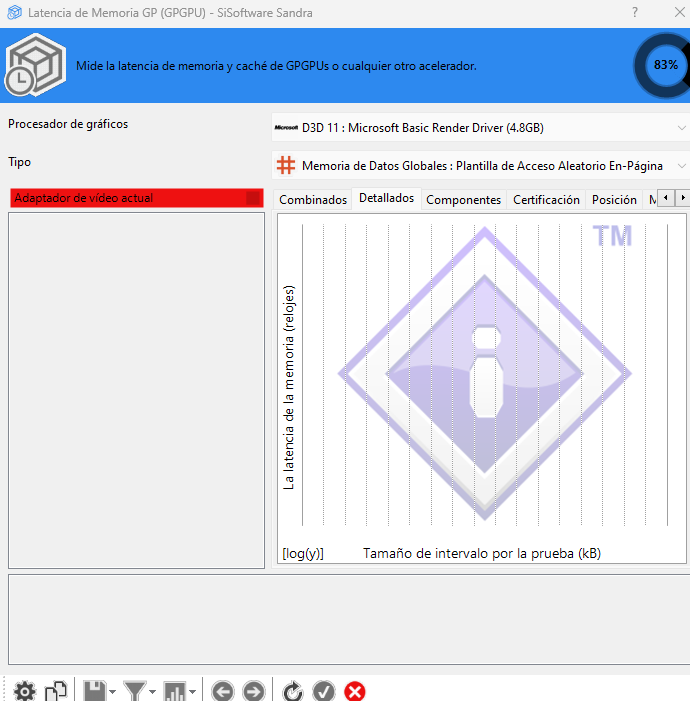 Latencia de Memoria GP (GPGPU) - SiSoftware Sandra
Mide la latencia de memoria y caché de GPGPUs o cualquier otro acelerador.
83%
Procesador de gráficos
Microsoft D3D 11 : Microsoft Basic Render Driver (4.8GB)
Tipo
Memoria de Datos Globales : Plantilla de Acceso Aleatorio En-Página
Adaptador de vídeo actual
Combinados Detallados Componentes Certificación Posición M
TM
La latencia de la memoria (relojes)
[log(y)] Tamaño de intervalo por la prueba (kB)